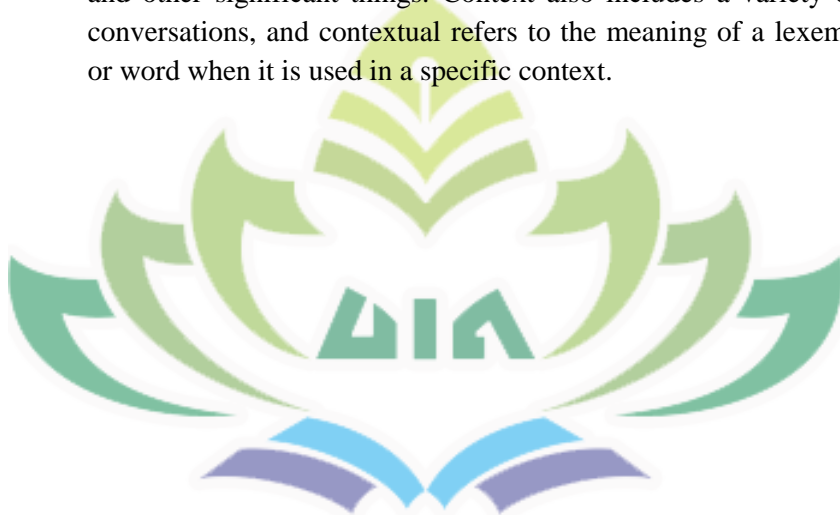 and other significant things. Context also includes a variety
conversations, and contextual refers to the meaning of a lexem
or word when it is used in a specific context.
UIN